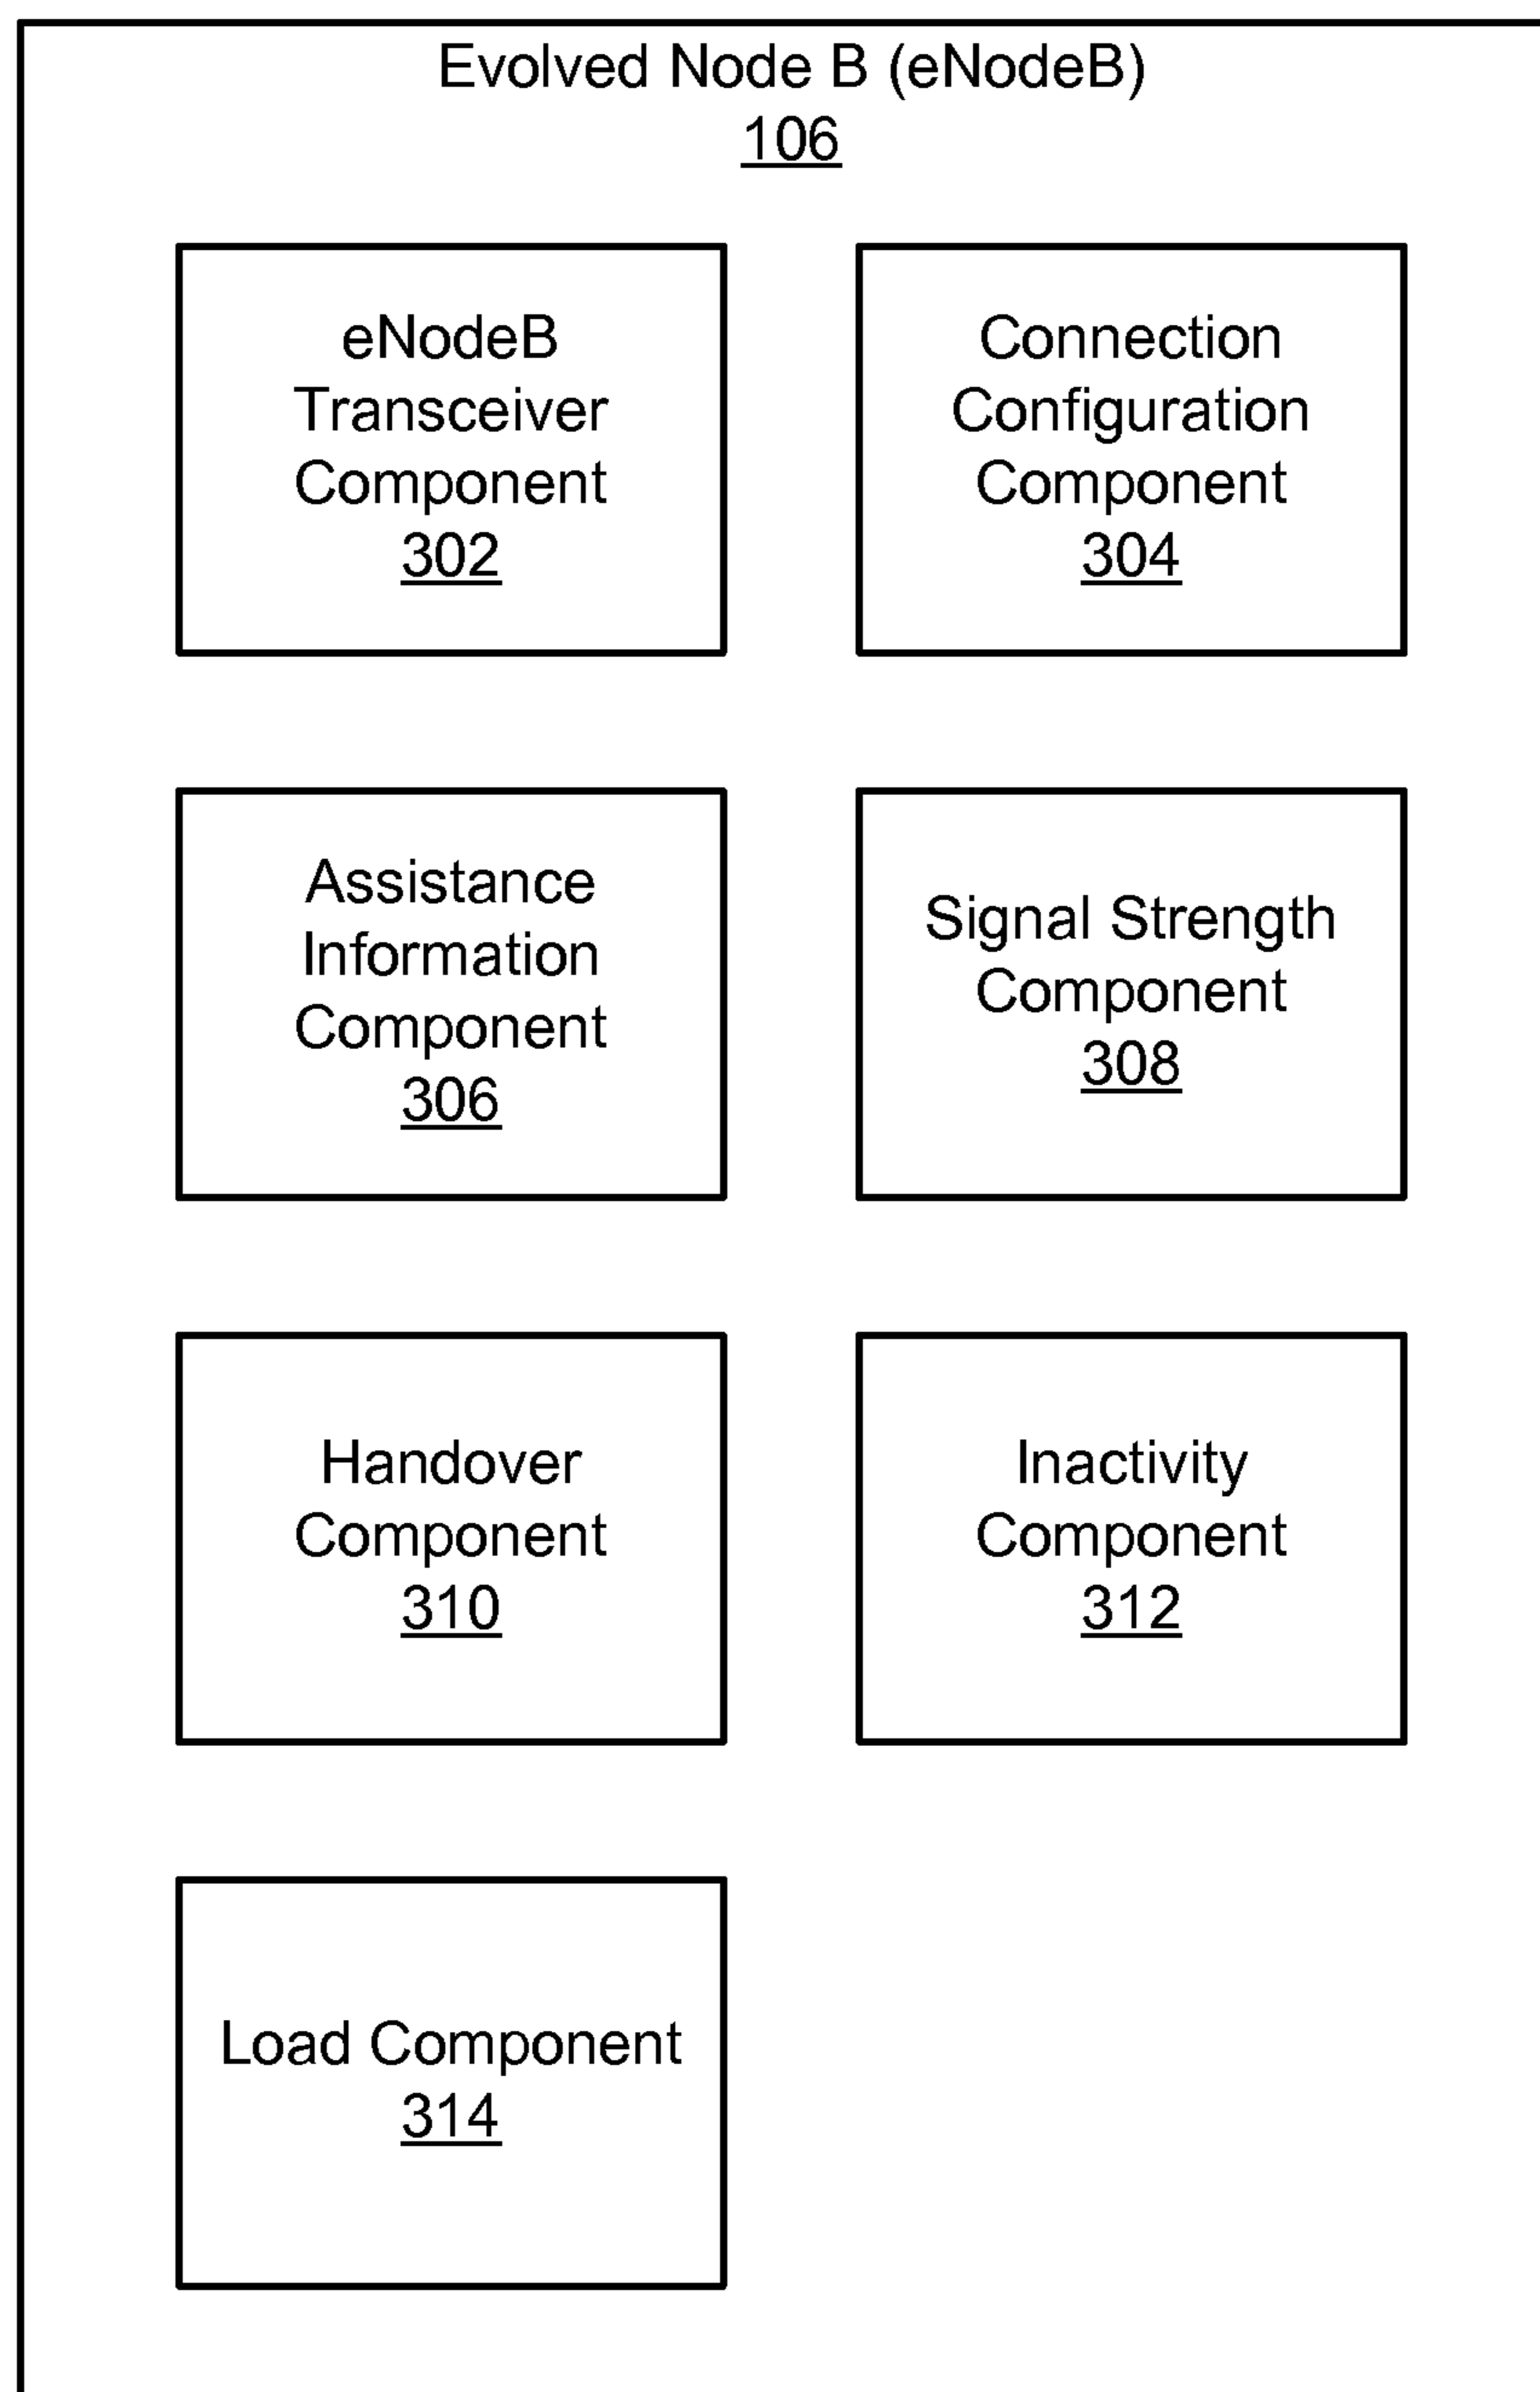 Evolved Node B (eNodeB)
106
eNodeB
Transceiver
Component
302
Connection
Configuration
Component
304
Assistance
Information
Component
306
Signal Strength
Component
308
Handover
Component
310
Inactivity
Component
312
Load Component
314